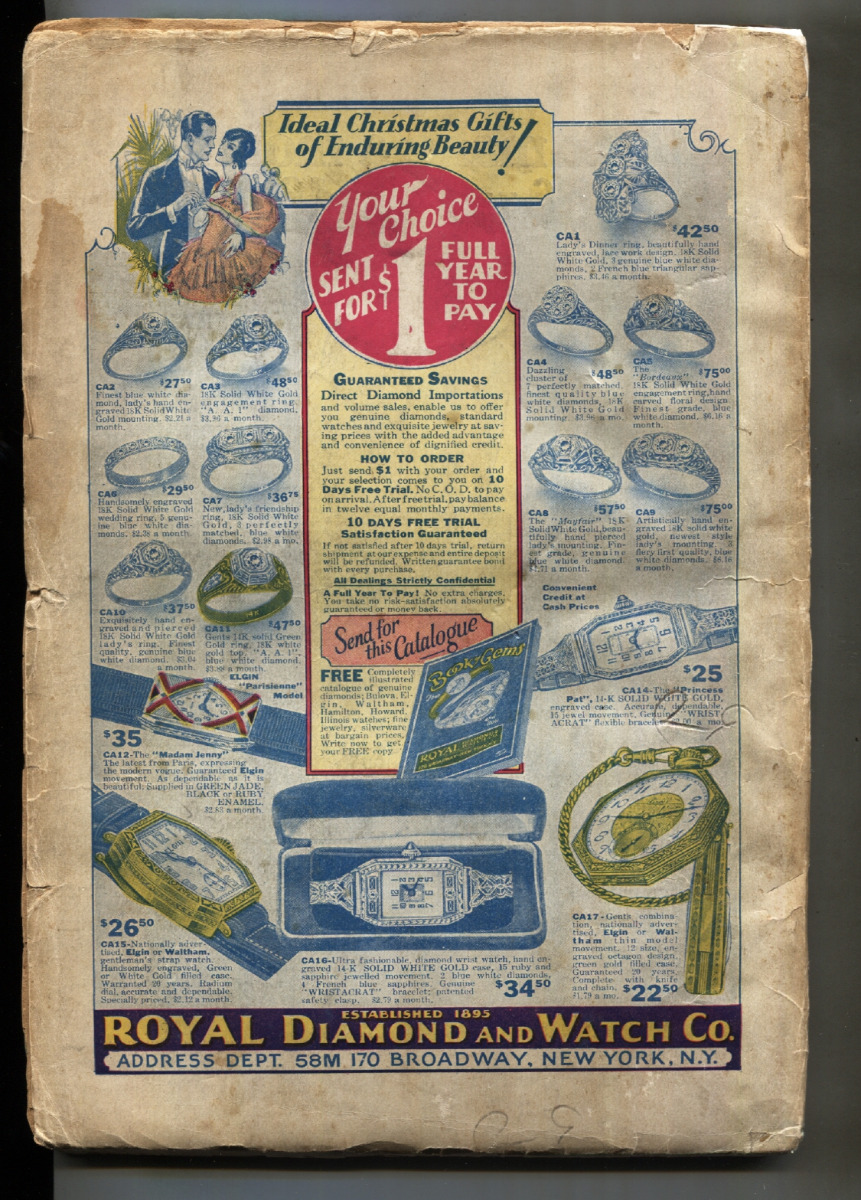 Ideal Christmas Gifts
of Enduring Beauty!
Your
Choice
SENT
FOR $1
FULL
YEAR
TO
PAY
CA1
$42 50
Lady's Dinner ring, beautifully hand
engraved, lace work design, 18K Solid
White Gold, 3 genuine blue white dia-
monds, 2 French blue triangular sap-
phires. $3.46 a month.
CA2 $27 50
Finest blue white dia-
mond, lady's hand en-
graved 18K Solid White
Gold mounting. $2.21 a
month.
CA3 $48 50
18K Solid White Gold
engagement ring,
"A. A. 1" diamond.
$3.96 a month.
CA4
Dazzling $48 50
cluster of
7 perfectly matched,
finest quality blue
white diamonds, 18K
Solid White Gold
mounting. $3.96 a mo.
CA5
The $75 00
"Bordeaux"
18K Solid White Gold
engagement ring, hand
carved floral design.
Finest grade, blue
white diamond. $6.16 a
month.
CA6 $29 50
Handsomely engraved
18K Solid White Gold
wedding ring, 5 genu-
ine blue white dia-
monds. $2.38 a month.
CA7 $36 75
New, lady's friendship
ring, 18K Solid White
Gold, 3 perfectly
matched, blue white
diamonds. $2.98 a mo.
CA8 $57 50
The "Mayfair" 18K
Solid White Gold, beau-
tifully hand pierced
lady's mounting. Fin-
est grade, genuine
blue white diamond.
$4.71 a month.
CA9 $75 00
Artistically hand en-
graved 18K solid white
gold, newest style
lady's mounting 3
fiery first quality, blue
white diamonds. $6.16
a month.
CA10 $37 50
Exquisitely hand en-
graved and pierced
18K Solid White Gold
lady's ring. Finest
quality, genuine blue
white diamond. $3.04
a month.
CA11 $47 50
Gents 14K solid Green
Gold ring, 18K white
gold top. "A. A. 1",
blue white diamond.
$3.88 a month.
GUARANTEED SAVINGS
Direct Diamond Importations
and volume sales, enable us to offer
you genuine diamonds, standard
watches and exquisite jewelry at sav-
ing prices with the added advantage
and convenience of dignified credit.
HOW TO ORDER
Just send $1 with your order and
your selection comes to you on 10
Days Free Trial. No C. O. D. to pay
on arrival. After free trial, pay balance
in twelve equal monthly payments.
10 DAYS FREE TRIAL
Satisfaction Guaranteed
If not satisfied after 10 days trial, return
shipment at our expense and entire deposit
will be refunded. Written guarantee bond
with every purchase.
All Dealings Strictly Confidential
A Full Year To Pay! No extra charges.
You take no risk-satisfaction absolutely
guaranteed or money back.
Send for
this Catalogue
FREE Completely
illustrated
catalogue of genuine
diamonds; Bulova, El-
gin, Waltham,
Hamilton, Howard,
Illinois watches; fine
jewelry, silverware
at bargain prices.
Write now to get
your FREE copy.
Book of Gems
ROYAL
Convenient
Credit at
Cash Prices
$25
CA14-The "Princess
Pat", 14-K SOLID WHITE GOLD,
engraved case. Accurate, dependable,
15 jewel movement. Genuine "WRIST-
ACRAT" flexible bracelet. $2.00 a mo.
ELGIN
"Parisienne"
Model
$35
CA12-The "Madam Jenny"
The latest from Paris, expressing
the modern vogue. Guaranteed Elgin
movement. As dependable as it is
beautiful. Supplied in GREEN JADE,
BLACK or RUBY
ENAMEL.
$2.83 a month.
$26 50
CA15-Nationally adver-
tised, Elgin or Waltham,
gentleman's strap watch.
Handsomely engraved, Green
or White Gold filled case.
Warranted 20 years. Radium
dial, accurate and dependable.
Specially priced, $2.12 a month.
CA16-Ultra fashionable, diamond wrist watch, hand en-
graved 14-K SOLID WHITE GOLD case, 15 ruby and
sapphire jewelled movement. 2 blue white diamonds,
4 French blue sapphires. Genuine
"WRISTACRAT" bracelet; patented
safety clasp. $2.79 a month.
$34 50
CA17-Gents combina-
tion, nationally adver-
tised, Elgin or Wal-
tham thin model
movement. 12 size, en-
graved octagon design,
green gold filled case.
Guaranteed 20 years.
Complete with knife
and chain.
$1.79 a mo. $22 50
ESTABLISHED 1895
ROYAL DIAMOND AND WATCH CO.
ADDRESS DEPT. 58M 170 BROADWAY, NEW YORK, N.Y.